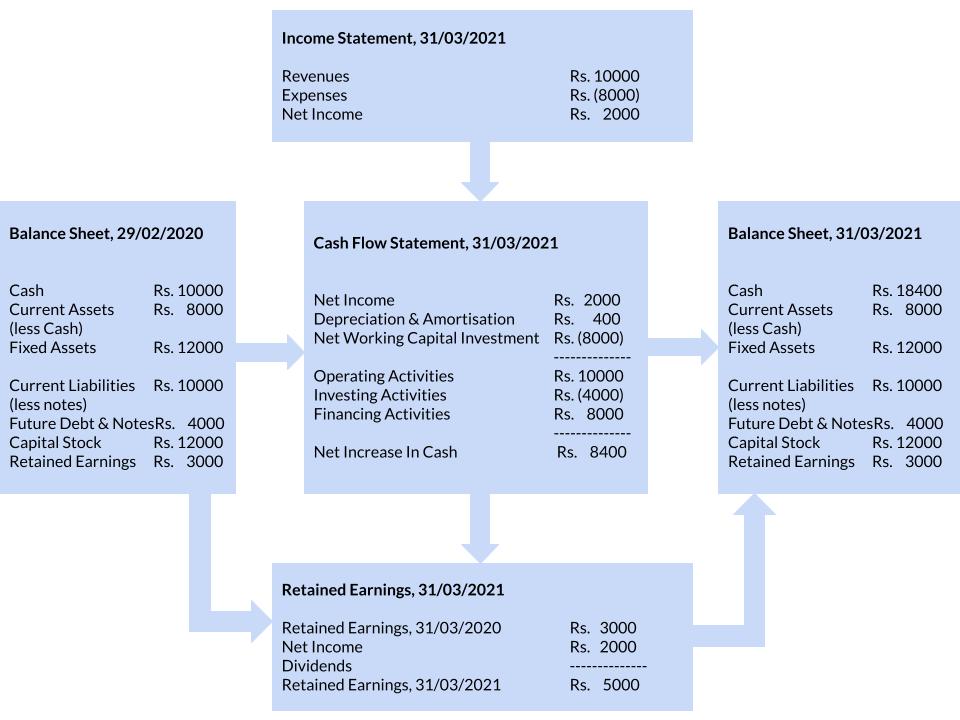 Income Statement, 31/03/2021
Revenues Rs. 10000
Expenses Rs. (8000)
Net Income Rs. 2000
Balance Sheet, 29/02/2020
Cash Rs. 10000
Current Assets Rs. 8000
(less Cash)
Fixed Assets Rs. 12000
Current Liabilities Rs. 10000
(less notes)
Future Debt & NotesRs. 4000
Capital Stock Rs. 12000
Retained Earnings Rs. 3000
Cash Flow Statement, 31/03/2021
Net Income Rs. 2000
Depreciation & Amortisation Rs. 400
Net Working Capital Investment Rs. (8000)
--------------
Operating Activities Rs. 10000
Investing Activities Rs. (4000)
Financing Activities Rs. 8000
--------------
Net Increase In Cash Rs. 8400
Balance Sheet, 31/03/2021
Cash Rs. 18400
Current Assets Rs. 8000
(less Cash)
Fixed Assets Rs. 12000
Current Liabilities Rs. 10000
(less notes)
Future Debt & NotesRs. 4000
Capital Stock Rs. 12000
Retained Earnings Rs. 3000
Retained Earnings, 31/03/2021
Retained Earnings, 31/03/2020 Rs. 3000
Net Income Rs. 2000
Dividends --------------
Retained Earnings, 31/03/2021 Rs. 5000